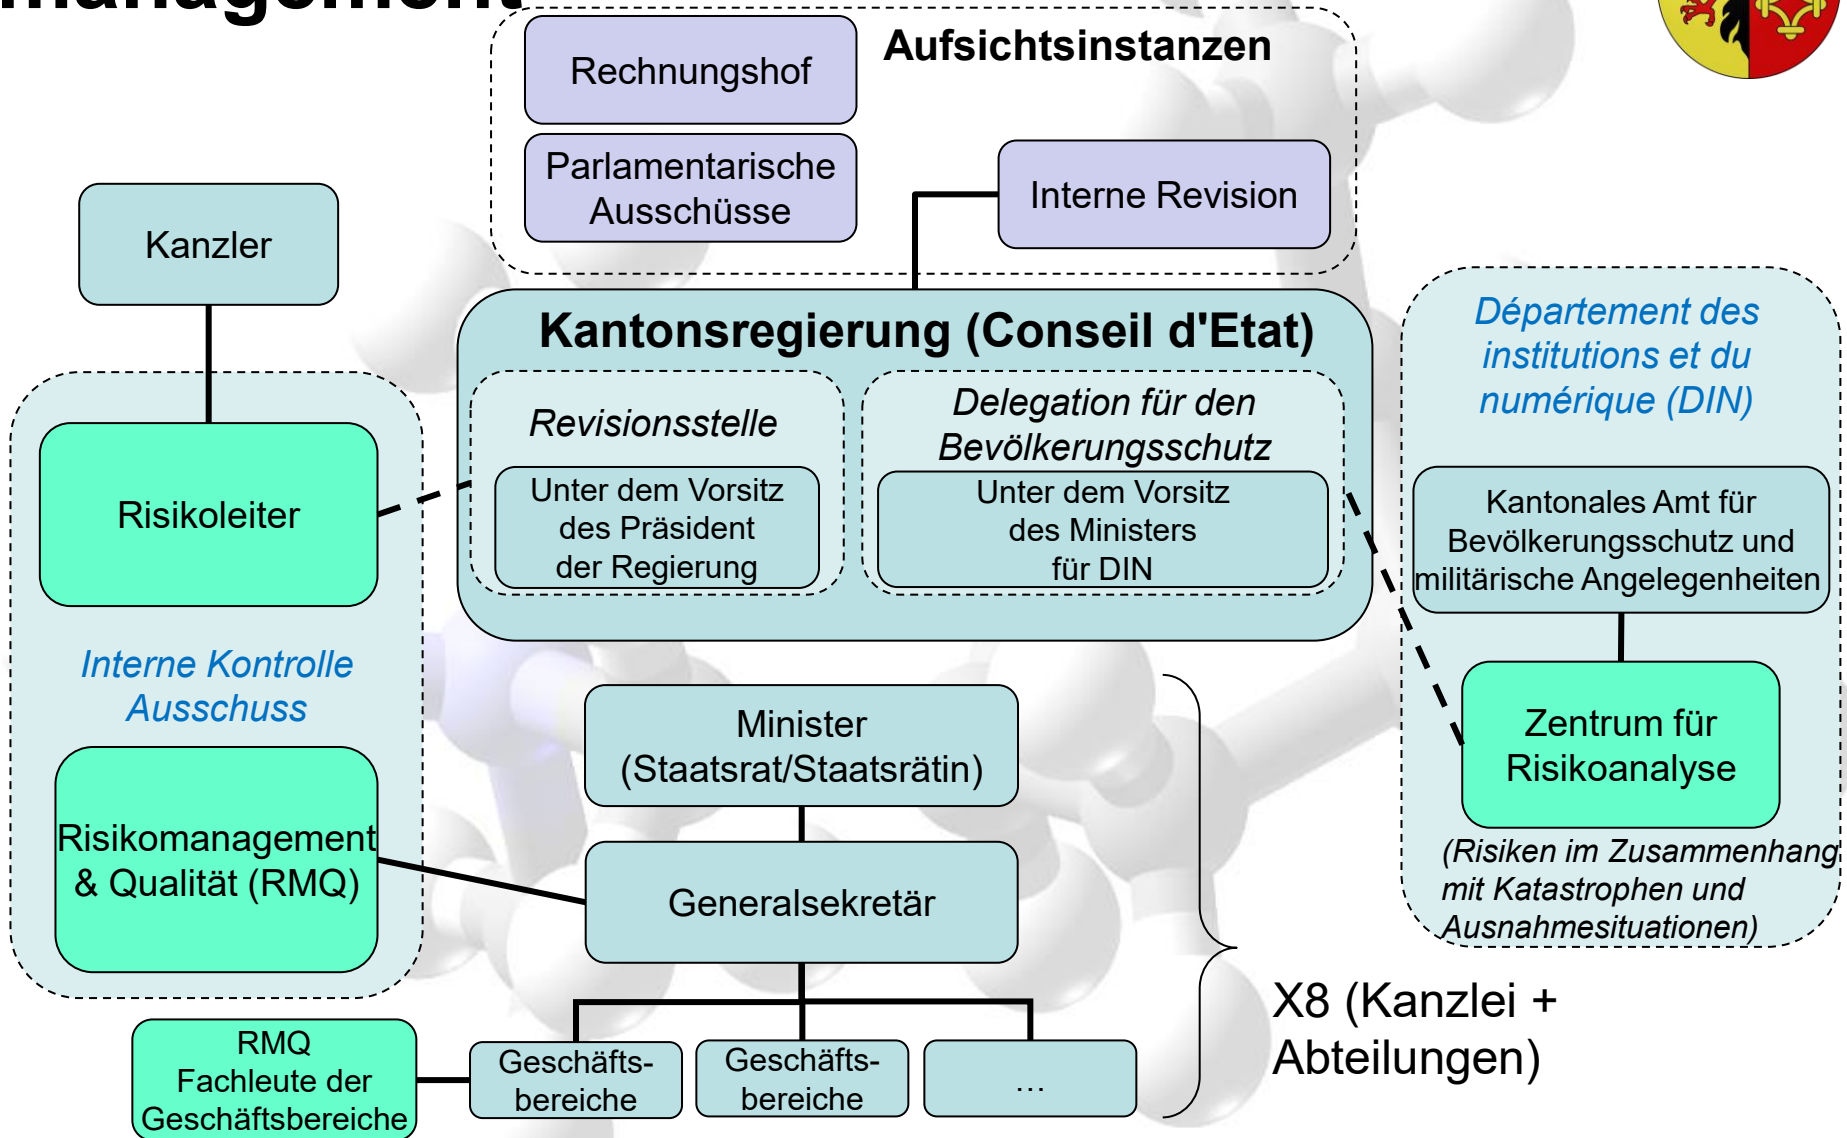 management
Aufsichtsinstanzen
Rechnungshof
Parlamentarische
Ausschüsse
Interne Revision
Kanzler
Kantonsregierung (Conseil d'Etat)
Revisionsstelle
Unter dem Vorsitz
des Präsident
der Regierung
Delegation für den
Bevölkerungsschutz
Unter dem Vorsitz
des Ministers
für DIN
Département des
institutions et du
numérique (DIN)
Kantonales Amt für
Bevölkerungsschutz und
militärische Angelegenheiten
Zentrum für
Risikoanalyse
(Risiken im Zusammenhang
mit Katastrophen und
Ausnahmesituationen)
Risikoleiter
Interne Kontrolle
Ausschuss
Risikomanagement
& Qualität (RMQ)
Minister
(Staatsrat/Staatsrätin)
Generalsekretär
X8 (Kanzlei +
Abteilungen)
RMQ
Fachleute der
Geschäftsbereiche
Geschäfts-
bereiche
Geschäfts-
bereiche
…